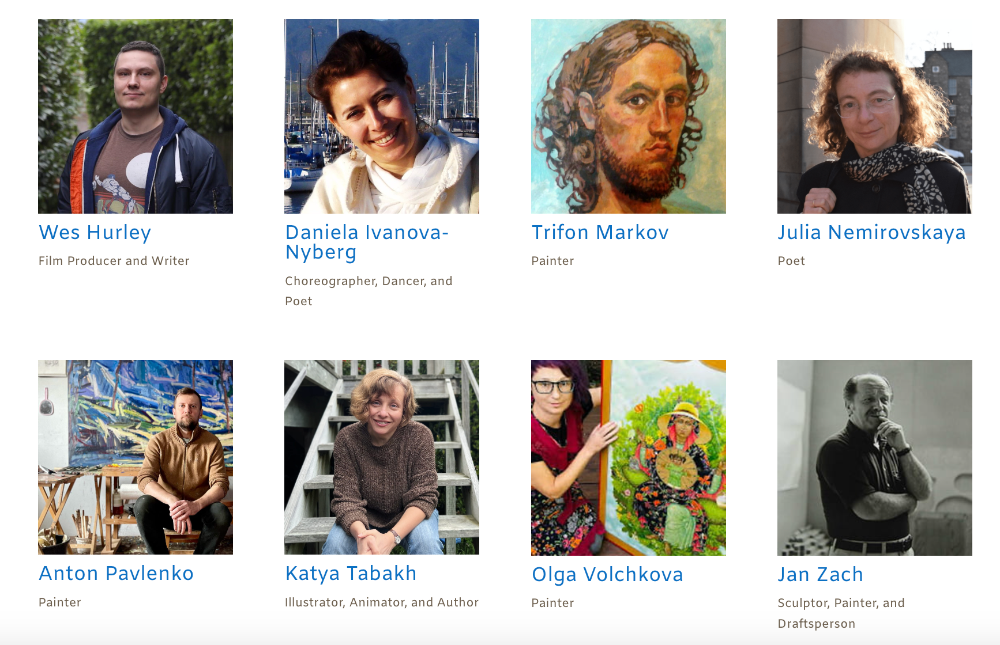 Wes Hurley
Film Producer and Writer
Daniela Ivanova-
Nyberg
Choreographer, Dancer, and
Poet
Trifon Markov
Painter
Julia Nemirovskaya
Poet
Anton Pavlenko
Painter
Katya Tabakh
Illustrator, Animator, and Author
Olga Volchkova
Painter
Jan Zach
Sculptor, Painter, and
Draftsperson